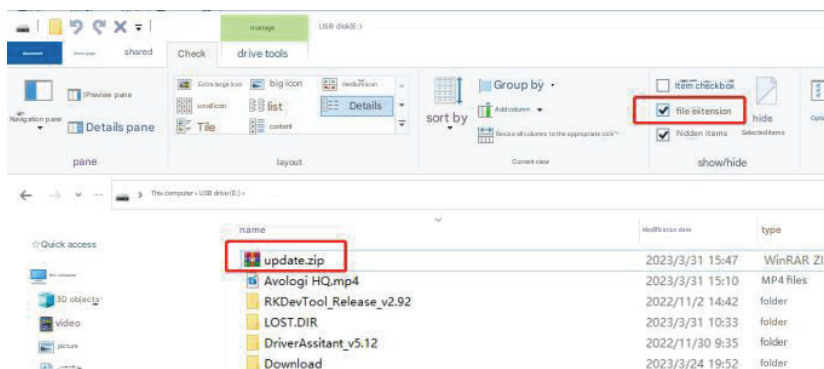 manage USB disk(E:)
shared Check drive tools
Navigation pane
Preview pane
Details pane
pane
Extra large icon big icon medium icon
small icon list Details
Tile content
layout
sort by
Group by
Add column
Resize all columns to the appropriate size
Current view
Item checkbox
file extension
hidden items
hide
Selected items
show/hide
This computer › USB drive (E:) ›
name Modification date type
Quick access
update.zip 2023/3/31 15:47 WinRAR ZI
Avologi HQ.mp4 2023/3/31 15:10 MP4 files
3D objects RKDevTool_Release_v2.92 2022/11/2 14:42 folder
video LOST.DIR 2023/3/31 10:33 folder
picture DriverAssitant_v5.12 2022/11/30 9:35 folder
Download 2023/3/24 19:52 folder